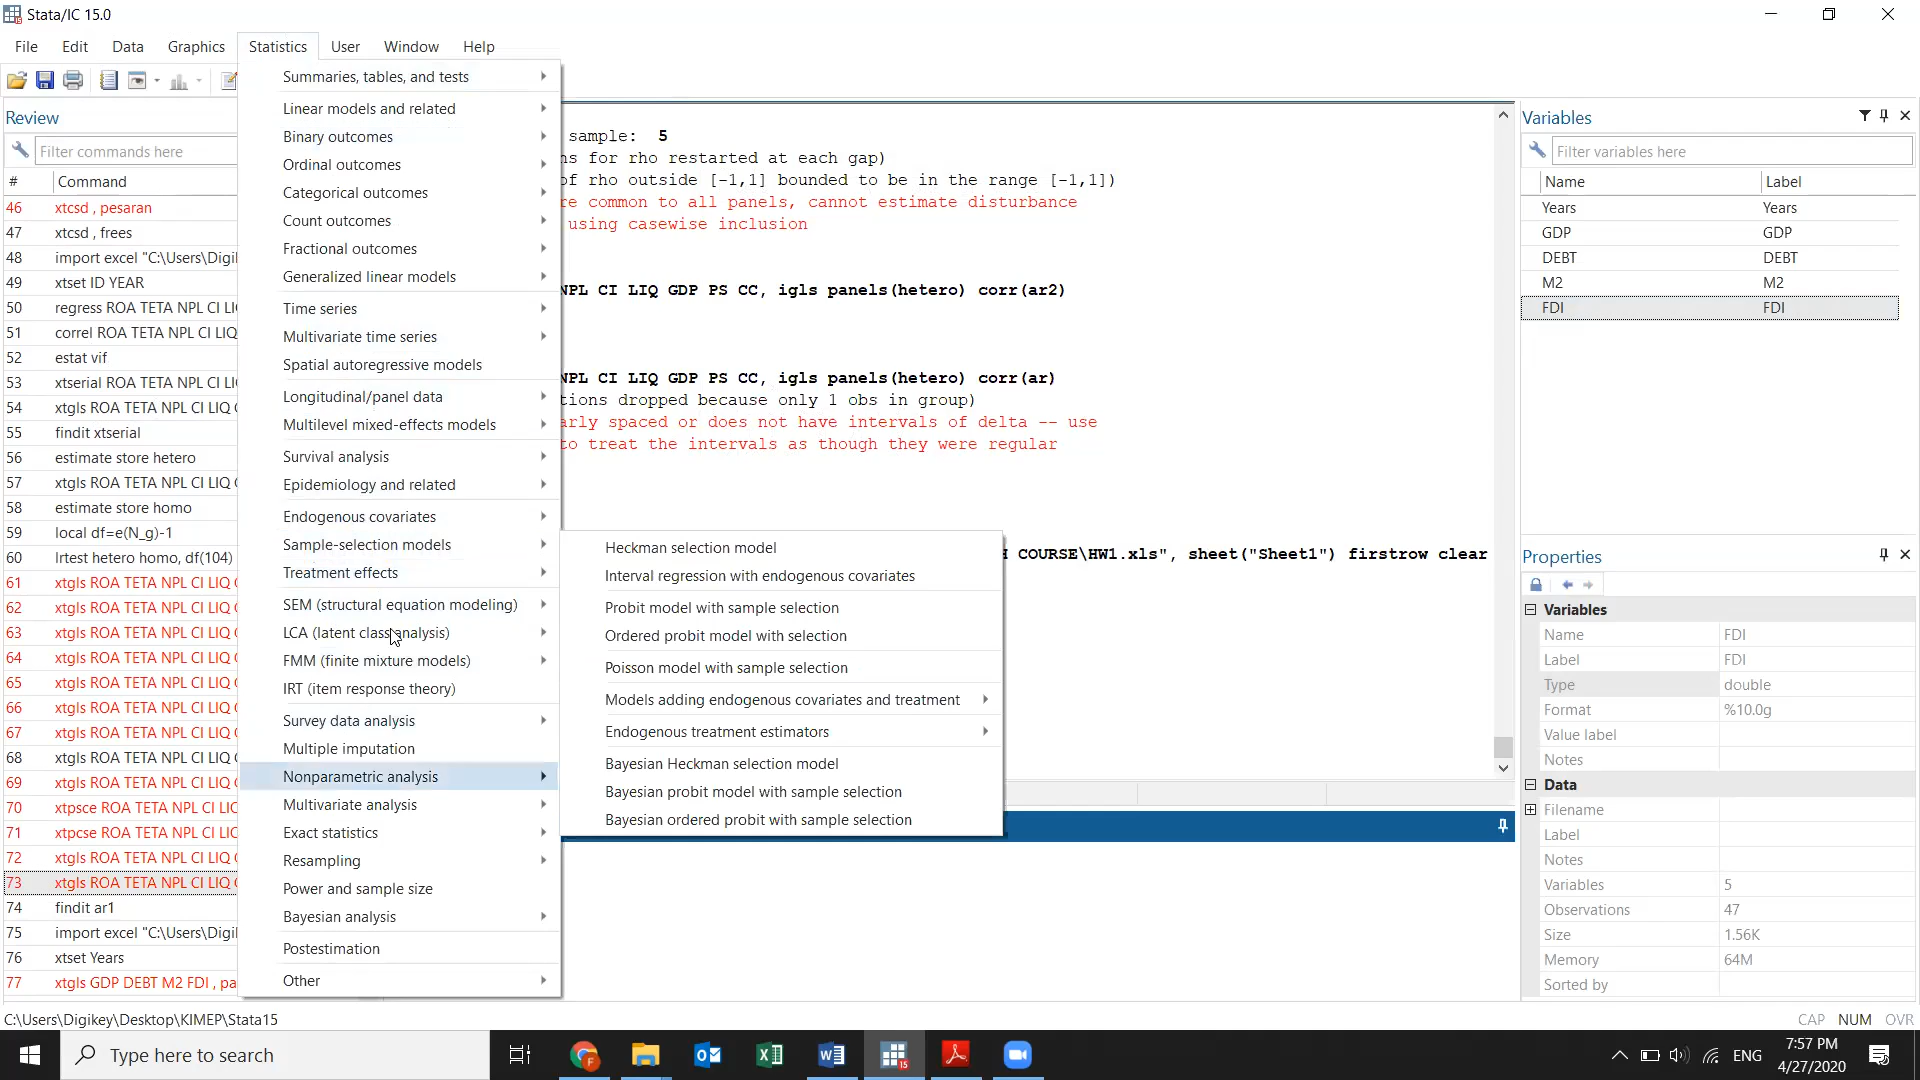 Stata/IC 15.0
File Edit Data Graphics Statistics User Window Help
Review
Filter commands here
# Command
46 xtcsd , pesaran
47 xtcsd , frees
48 import excel "C:\Users\Digi
49 xtset ID YEAR
50 regress ROA TETA NPL CI L
51 correl ROA TETA NPL CI LIQ
52 estat vif
53 xtserial ROA TETA NPL CI LI
54 xtgls ROA TETA NPL CI LIQ
55 findit xtserial
56 estimate store hetero
57 xtgls ROA TETA NPL CI LIQ
58 estimate store homo
59 local df=e(N_g)-1
60 lrtest hetero homo, df(104)
61 xtgls ROA TETA NPL CI LIQ
62 xtgls ROA TETA NPL CI LIQ
63 xtgls ROA TETA NPL CI LIQ
64 xtgls ROA TETA NPL CI LIQ
65 xtgls ROA TETA NPL CI LIQ
66 xtgls ROA TETA NPL CI LIQ
67 xtgls ROA TETA NPL CI LIQ
68 xtgls ROA TETA NPL CI LIQ
69 xtgls ROA TETA NPL CI LIQ
70 xtpsce ROA TETA NPL CI L
71 xtpcse ROA TETA NPL CI L
72 xtgls ROA TETA NPL CI LIQ
73 xtgls ROA TETA NPL CI LIQ
74 findit ar1
75 import excel "C:\Users\Digi
76 xtset Years
77 xtgls GDP DEBT M2 FDI , pa
Summaries, tables, and tests
Linear models and related
Binary outcomes
Ordinal outcomes
Categorical outcomes
Count outcomes
Fractional outcomes
Generalized linear models
Time series
Multivariate time series
Spatial autoregressive models
Longitudinal/panel data
Multilevel mixed-effects models
Survival analysis
Epidemiology and related
Endogenous covariates
Sample-selection models
Treatment effects
SEM (structural equation modeling)
LCA (latent class analysis)
FMM (finite mixture models)
IRT (item response theory)
Survey data analysis
Multiple imputation
Nonparametric analysis
Multivariate analysis
Exact statistics
Resampling
Power and sample size
Bayesian analysis
Postestimation
Other
Heckman selection model
Interval regression with endogenous covariates
Probit model with sample selection
Ordered probit model with selection
Poisson model with sample selection
Models adding endogenous covariates and treatment
Endogenous treatment estimators
Bayesian Heckman selection model
Bayesian probit model with sample selection
Bayesian ordered probit with sample selection
sample: 5
ns for rho restarted at each gap)
of rho outside [-1,1] bounded to be in the range [-1,1])
re common to all panels, cannot estimate disturbance
using casewise inclusion
NPL CI LIQ GDP PS CC, igls panels(hetero) corr(ar2)
NPL CI LIQ GDP PS CC, igls panels(hetero) corr(ar)
tions dropped because only 1 obs in group)
arly spaced or does not have intervals of delta -- use
to treat the intervals as though they were regular
H COURSE\HW1.xls", sheet("Sheet1") firstrow clear
Variables
Filter variables here
Name Label
Years Years
GDP GDP
DEBT DEBT
M2 M2
FDI FDI
Properties
Variables
Name FDI
Label FDI
Type double
Format %10.0g
Value label
Notes
Data
Filename
Label
Notes
Variables 5
Observations 47
Size 1.56K
Memory 64M
Sorted by
C:\Users\Digikey\Desktop\KIMEP\Stata15
CAP NUM OVR
Type here to search
ENG
7:57 PM
4/27/2020